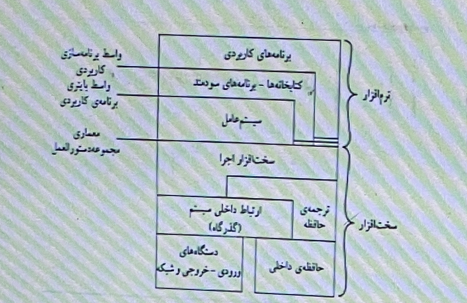 برنامه‌های کاربردی
واسط برنامه‌سازی
کاربردی
کتابخانه‌ها - برنامه‌های سودمند
واسط باینری
برنامه‌ی کاربردی
نرم‌افزار
سیستم‌عامل
معماری
مجموعه‌دستورالعمل
سخت‌افزار اجرا
ارتباط داخلی سیستم
(گذرگاه)
ترجمه‌ی
حافظه
سخت‌افزار
دستگاه‌های
ورودی - خروجی و شبکه
حافظه‌ی داخلی